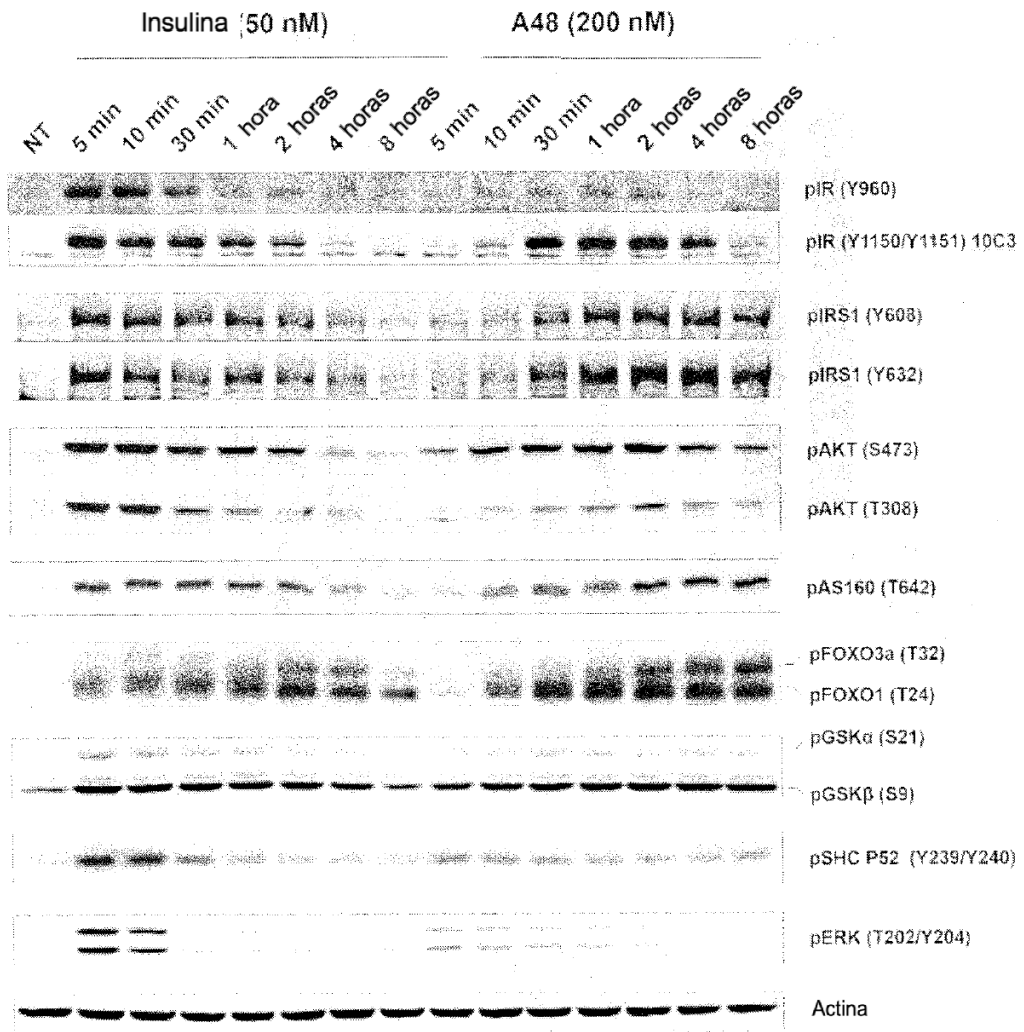 Insulina (50 nM) A48 (200 nM)
NT 5 min 10 min 30 min 1 hora 2 horas 4 horas 8 horas 5 min 10 min 30 min 1 hora 2 horas 4 horas 8 horas
pIR (Y960)
pIR (Y1150/Y1151) 10C3
pIRS1 (Y608)
pIRS1 (Y632)
pAKT (S473)
pAKT (T308)
pAS160 (T642)
pFOXO3a (T32)
pFOXO1 (T24)
pGSKα (S21)
pGSKβ (S9)
pSHC P52 (Y239/Y240)
pERK (T202/Y204)
Actina